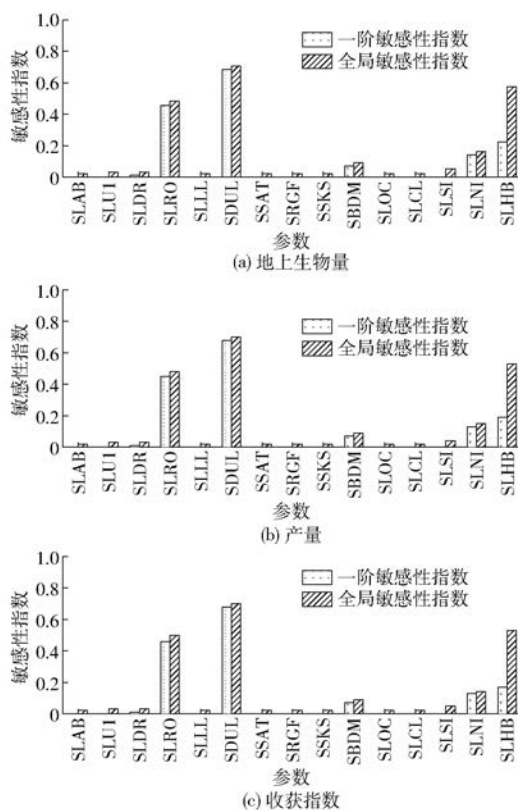 1.0
0.8
0.6
0.4
0.2
0
敏感性指数
一阶敏感性指数
全局敏感性指数
SLAB
SLU1
SLDR
SLRO
SLLL
SDUL
SSAT
SRGF
SSKS
SBDM
SLOC
SLCL
SLSI
SLNI
SLHB
参数
(a) 地上生物量
1.0
0.8
0.6
0.4
0.2
0
敏感性指数
一阶敏感性指数
全局敏感性指数
SLAB
SLU1
SLDR
SLRO
SLLL
SDUL
SSAT
SRGF
SSKS
SBDM
SLOC
SLCL
SLSI
SLNI
SLHB
参数
(b) 产量
1.0
0.8
0.6
0.4
0.2
0
敏感性指数
一阶敏感性指数
全局敏感性指数
SLAB
SLU1
SLDR
SLRO
SLLL
SDUL
SSAT
SRGF
SSKS
SBDM
SLOC
SLCL
SLSI
SLNI
SLHB
参数
(c) 收获指数